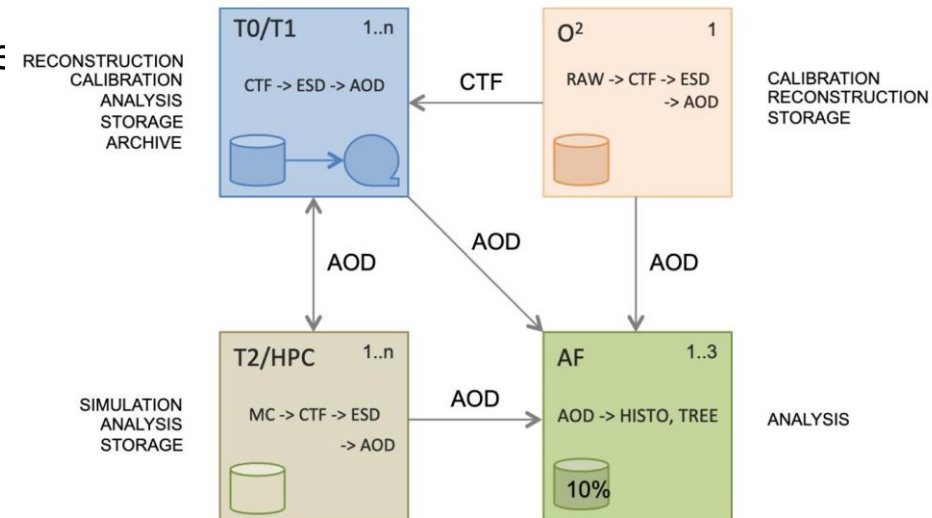 RECONSTRUCTION
CALIBRATION
ANALYSIS
STORAGE
ARCHIVE
T0/T1 1..n
CTF -> ESD -> AOD
CTF
O² 1
RAW -> CTF -> ESD
-> AOD
CALIBRATION
RECONSTRUCTION
STORAGE
AOD
AOD
AOD
SIMULATION
ANALYSIS
STORAGE
T2/HPC 1..n
MC -> CTF -> ESD
-> AOD
AOD
AF 1..3
AOD -> HISTO, TREE
10%
ANALYSIS